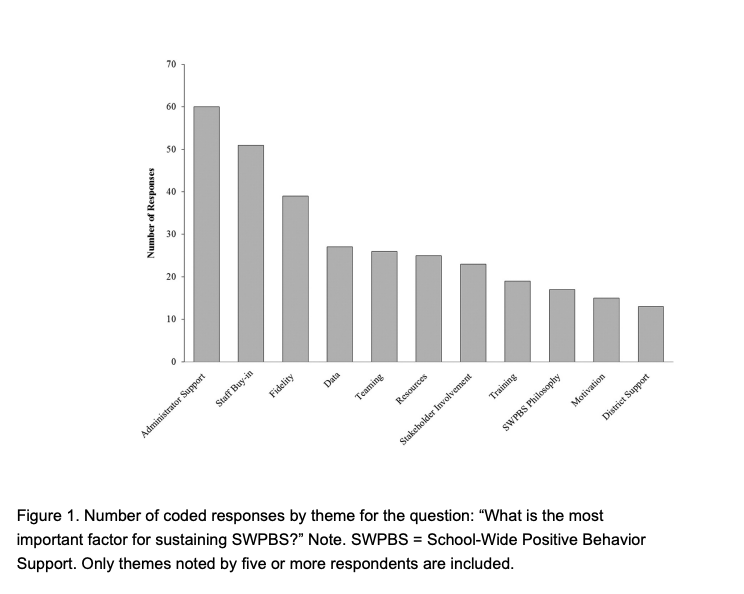 70
60
50
40
30
20
10
0
Number of Responses
Administrator Support
Staff Buy-in
Fidelity
Data
Teaming
Resources
Stakeholder Involvement
Training
SWPBS Philosophy
Motivation
District Support
Figure 1. Number of coded responses by theme for the question: “What is the most
important factor for sustaining SWPBS?” Note. SWPBS = School-Wide Positive Behavior
Support. Only themes noted by five or more respondents are included.